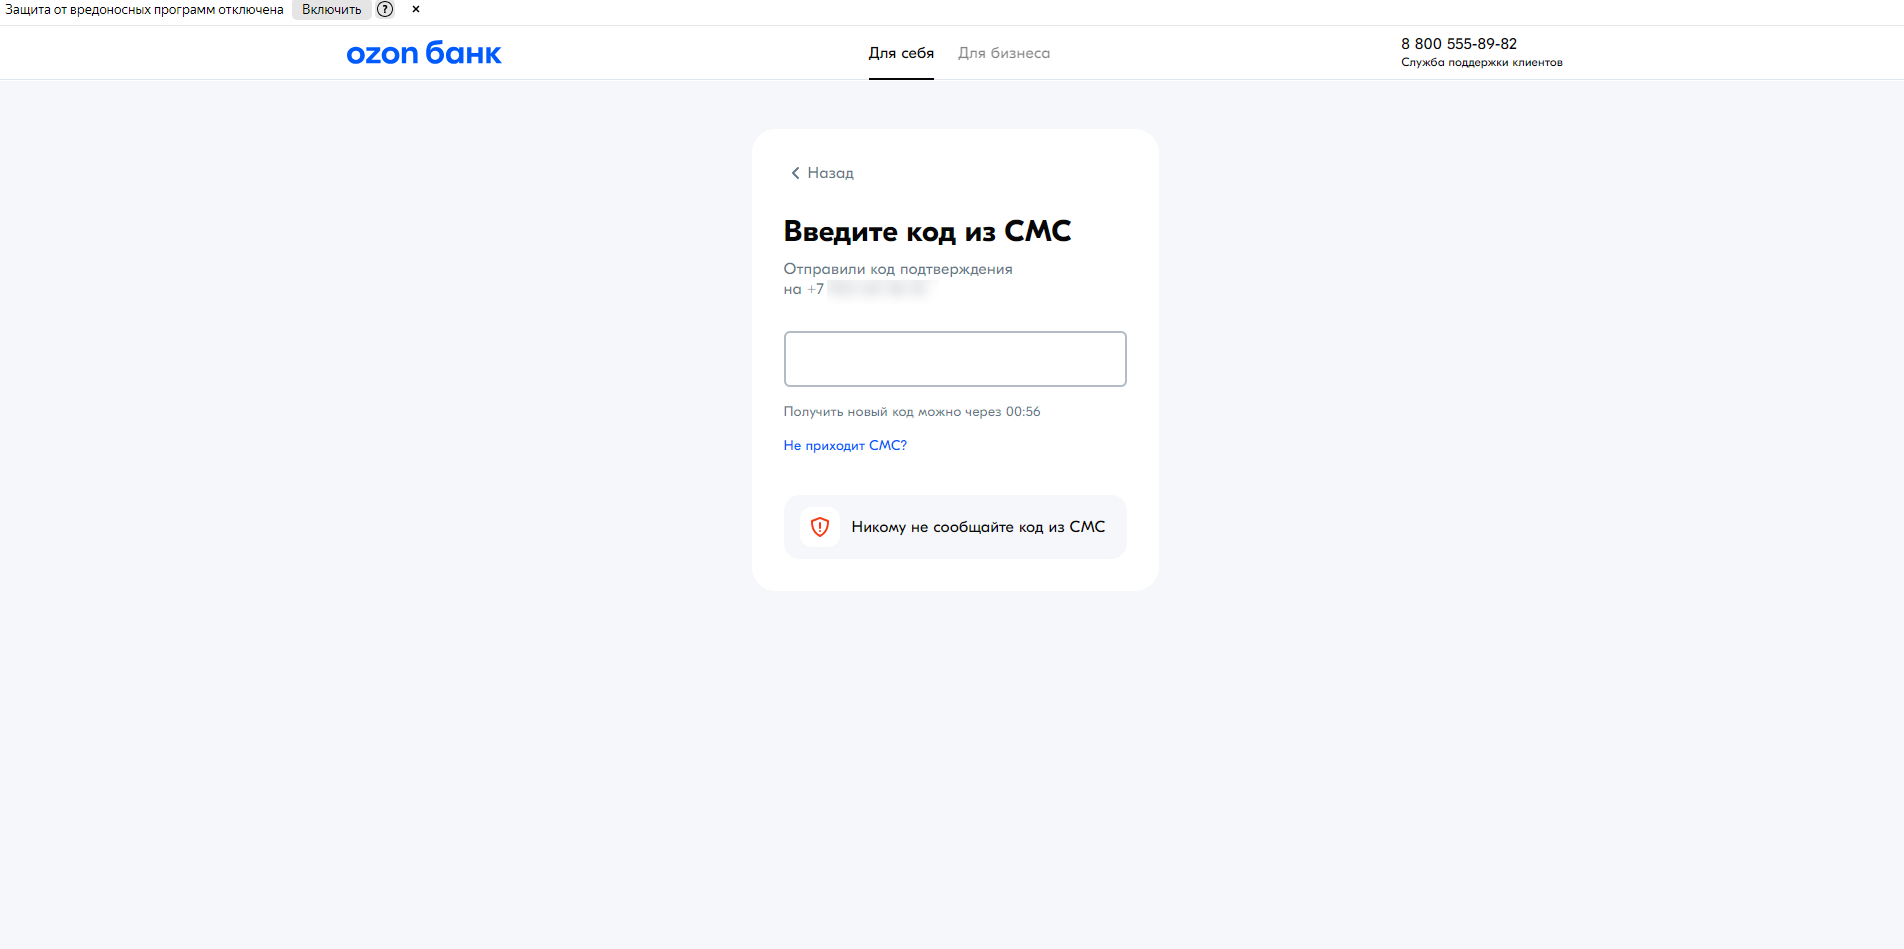 Защита от вредоносных программ отключена Включить ? ×
ozon банк
Для себя Для бизнеса
8 800 555-89-82
Служба поддержки клиентов
Назад
Введите код из СМС
Отправили код подтверждения
на +7
Получить новый код можно через 00:56
Не приходит СМС?
Никому не сообщайте код из СМС